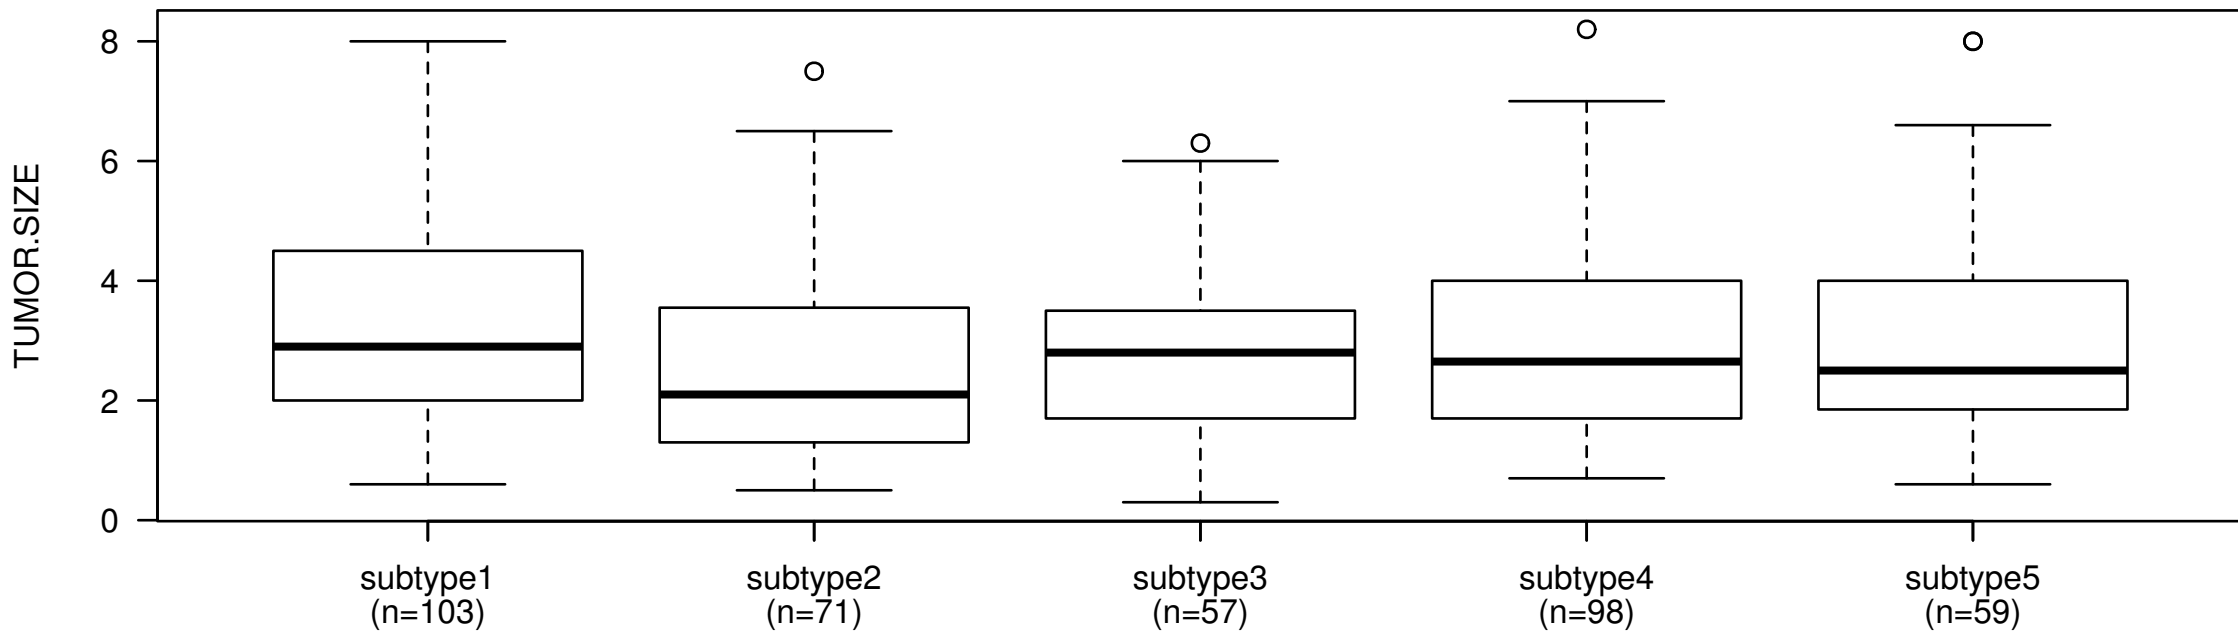 TUMOR.SIZE
8
6
4
2
0
subtype1 subtype2 subtype3 subtype4 subtype5
(n=103) (n=71) (n=57) (n=98) (n=59)